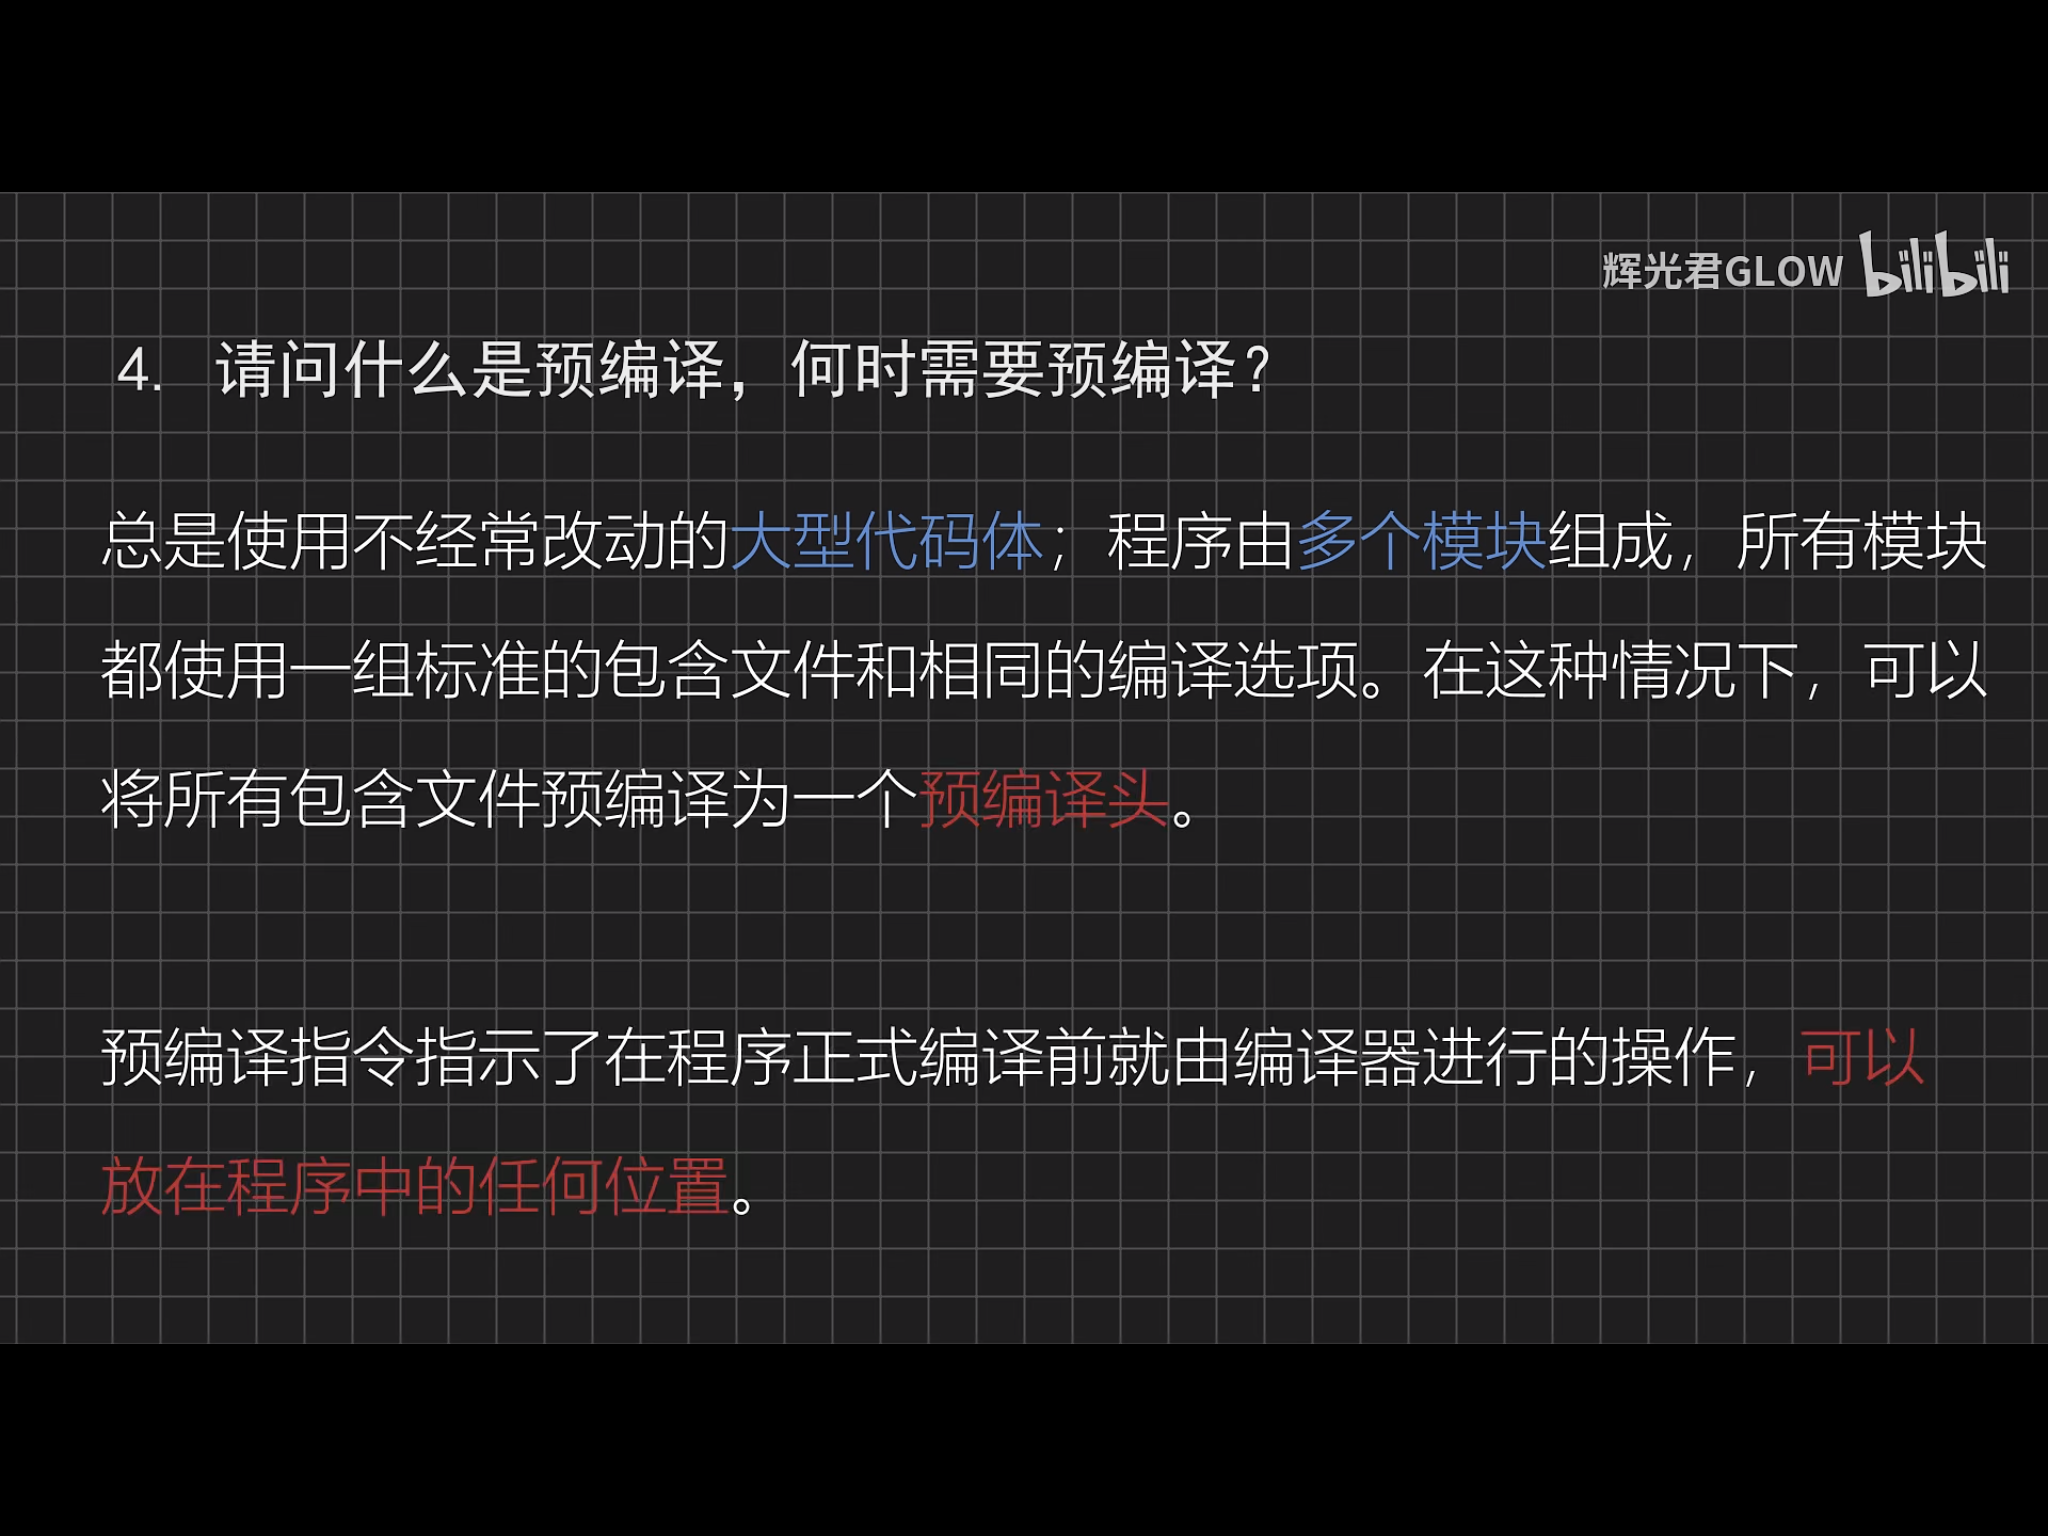 辉光君GLOW bilibili
4. 请问什么是预编译，何时需要预编译？
总是使用不经常改动的大型代码体；程序由多个模块组成，所有模块
都使用一组标准的包含文件和相同的编译选项。在这种情况下，可以
将所有包含文件预编译为一个预编译头。
预编译指令指示了在程序正式编译前就由编译器进行的操作，可以
放在程序中的任何位置。